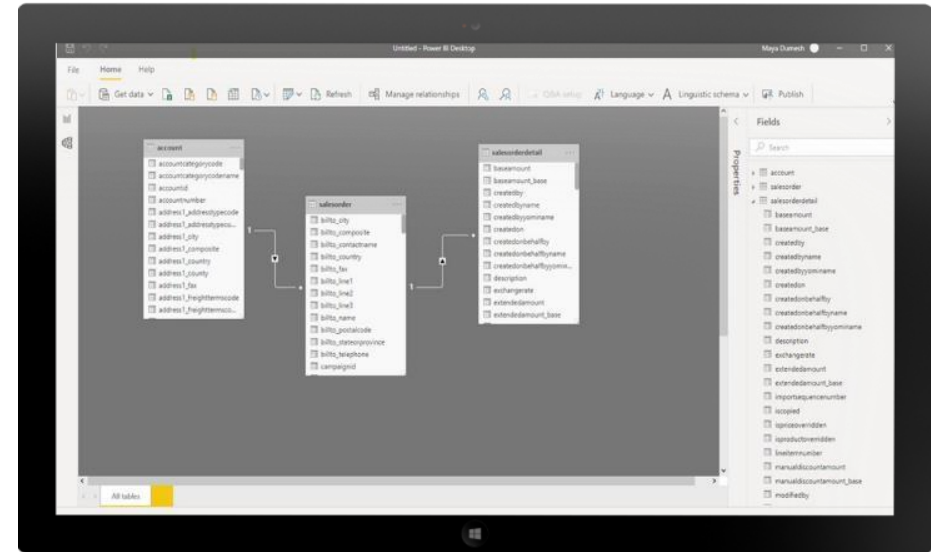 Untitled - Power BI Desktop
Maya Dumesh
File Home Help
Get data Refresh Manage relationships Q&A setup Language Linguistic schema Publish
account
accountcategorycode
accountcategorycodename
accountid
accountnumber
address1_addresstypecode
address1_addresstypeco...
address1_city
address1_composite
address1_country
address1_county
address1_fax
address1_freighttermscode
address1_freighttermsco...
1
*
salesorder
billto_city
billto_composite
billto_contactname
billto_country
billto_fax
billto_line1
billto_line2
billto_line3
billto_name
billto_postalcode
billto_stateorprovince
billto_telephone
campaignid
1
*
salesorderdetail
baseamount
baseamount_base
createdby
createdbyname
createdbyyominame
createdon
createdonbehalfby
createdonbehalfbyname
createdonbehalfbyyomin...
description
exchangerate
extendedamount
extendedamount_base
Properties
Fields
Search
account
salesorder
salesorderdetail
baseamount
baseamount_base
createdby
createdbyname
createdbyyominame
createdon
createdonbehalfby
createdonbehalfbyname
createdonbehalfbyyominame
description
exchangerate
extendedamount
extendedamount_base
importsequencenumber
iscopied
ispriceoverridden
isproductoverridden
lineitemnumber
manualdiscountamount
manualdiscountamount_base
modifiedby
All tables